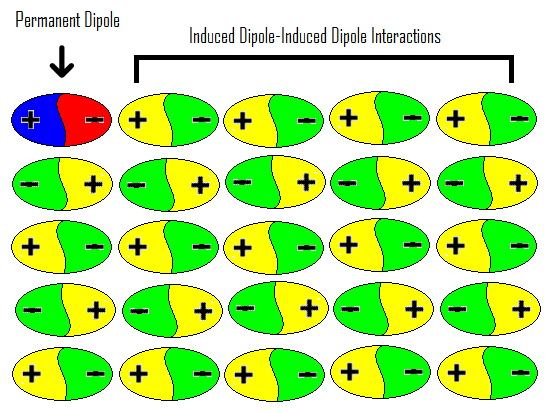 Permanent Dipole
Induced Dipole-Induced Dipole Interactions
+ - + - + - + - + -
- + - + - + - + - +
+ - + - + - + - + -
- + - + - + - + - +
+ - + - + - + - + -